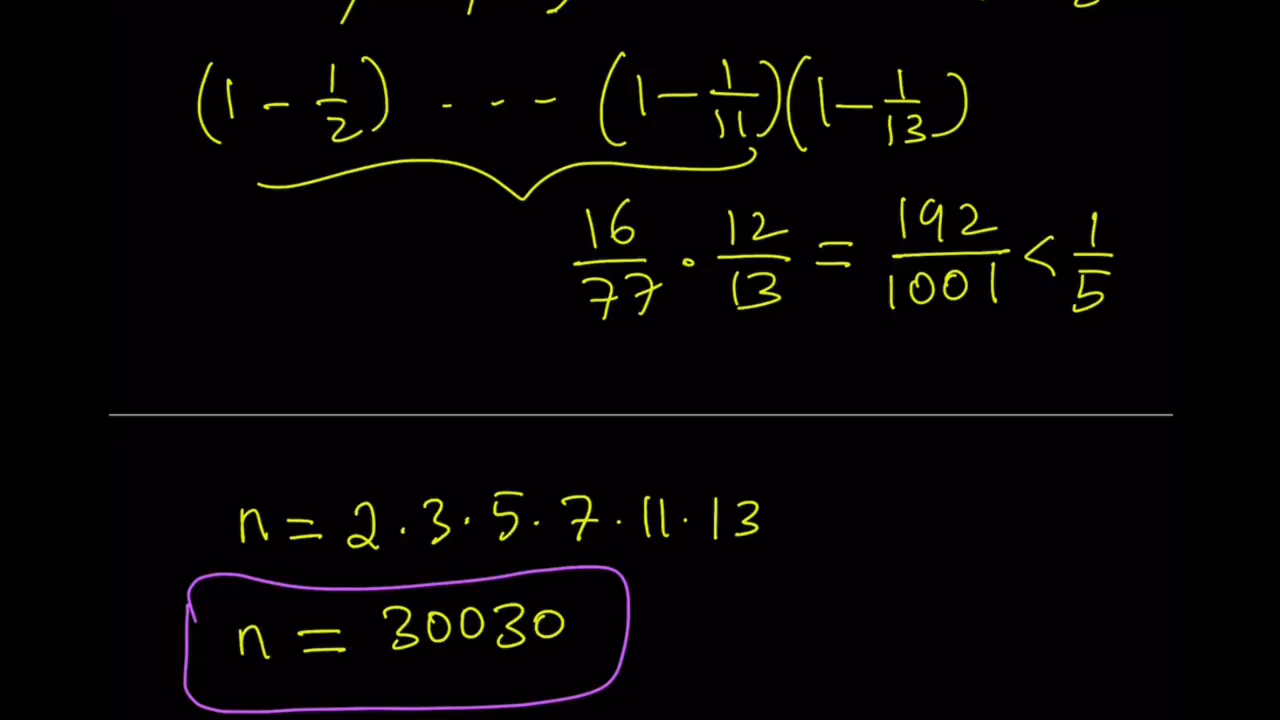 (1 - 1/2) ---- (1 - 1/11)(1 - 1/13)
16/77 · 12/13 = 192/1001 < 1/5
n = 2 · 3 · 5 · 7 · 11 · 13
n = 30030